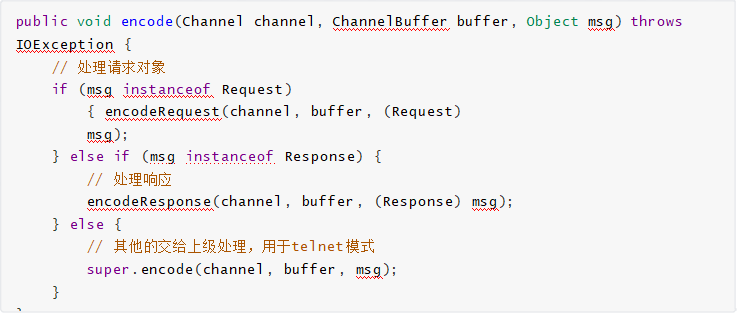 public void encode(Channel channel, ChannelBuffer buffer, Object msg) throws
IOException {
// 处理请求对象
if (msg instanceof Request)
{ encodeRequest(channel, buffer, (Request)
msg);
} else if (msg instanceof Response) {
// 处理响应
encodeResponse(channel, buffer, (Response) msg);
} else {
// 其他的交给上级处理，用于telnet模式
super.encode(channel, buffer, msg);
}